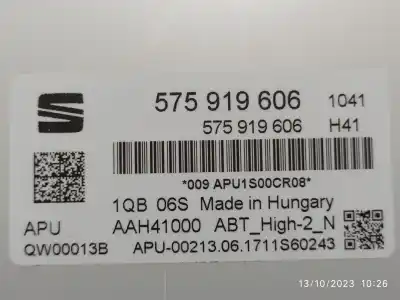 575 919 606 1041
575 919 606 H41
*009 APU1S00CR08*
1QB 06S Made in Hungary
APU AAH41000 ABT_High-2_N
QW00013B APU-00213.06.1711S60243
13/10/2023 10:26